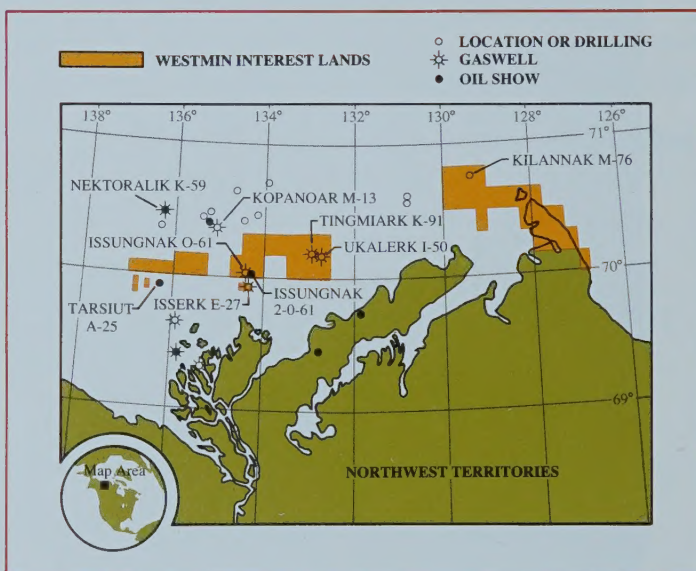 WESTMIN INTEREST LANDS
LOCATION OR DRILLING
GASWELL
OIL SHOW
138°
136°
134°
132°
130°
128°
126°
71°
KILANNAK M-76
NEKTORALIK K-59
KOPANOAR M-13
TINGMIARK K-91
ISSUNGNAK O-61
UKALERK I-50
70°
TARSIUT
A-25
ISSERK E-27
ISSUNGNAK
2-0-61
69°
Map Area
NORTHWEST TERRITORIES